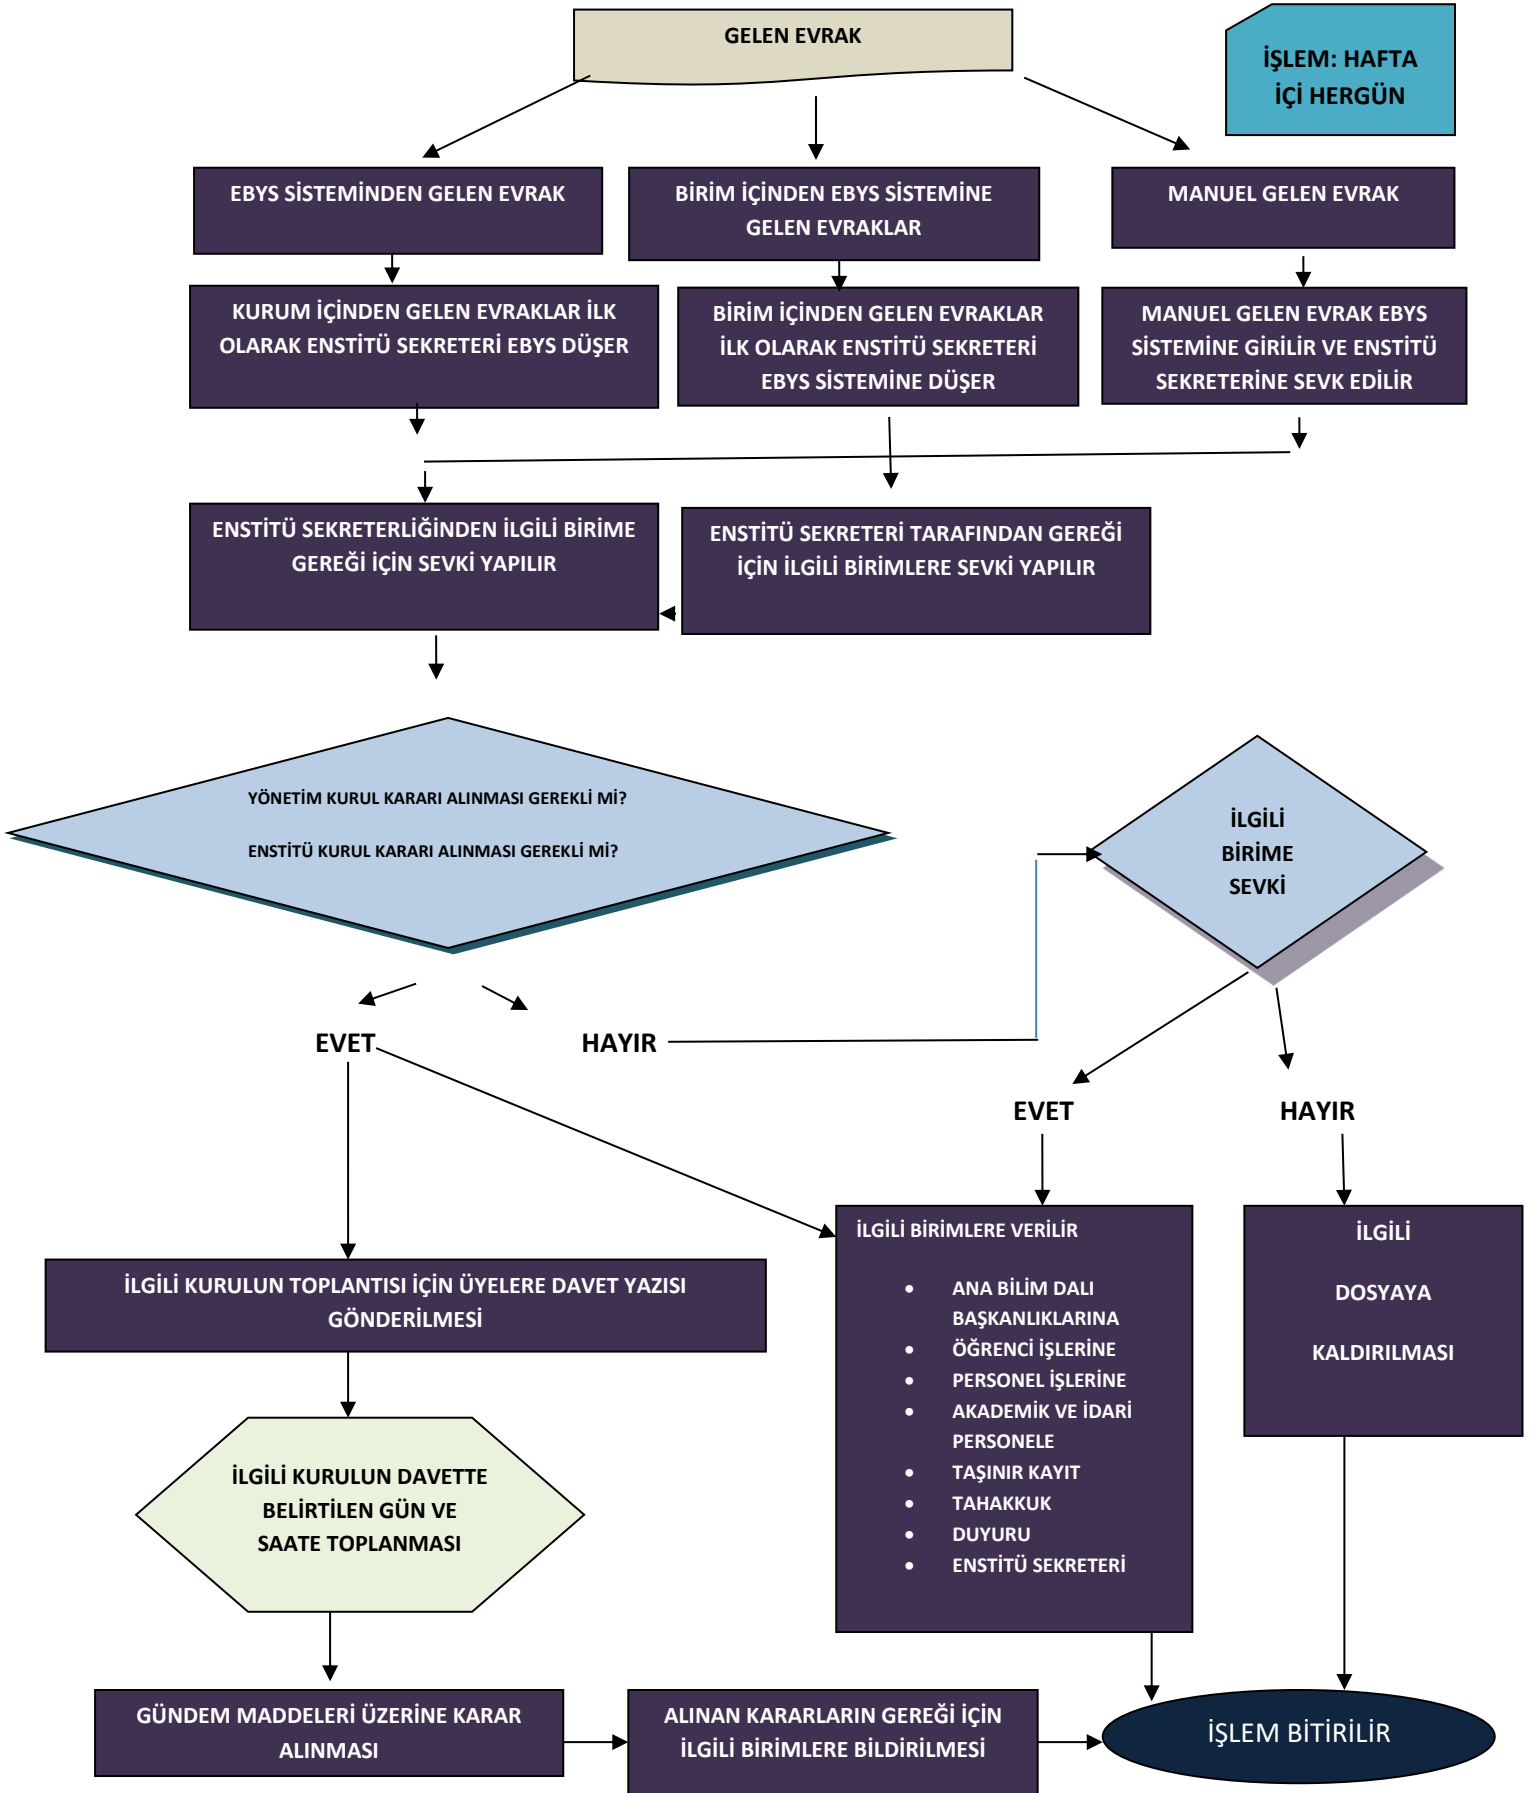 GELEN EVRAK
İŞLEM: HAFTA
İÇİ HERGÜN
EBYS SİSTEMİNDEN GELEN EVRAK
BİRİM İÇİNDEN EBYS SİSTEMİNE
GELEN EVRAKLAR
MANUEL GELEN EVRAK
KURUM İÇİNDEN GELEN EVRAKLAR İLK
OLARAK ENSTİTÜ SEKRETERİ EBYS DÜŞER
BİRİM İÇİNDEN GELEN EVRAKLAR
İLK OLARAK ENSTİTÜ SEKRETERİ
EBYS SİSTEMİNE DÜŞER
MANUEL GELEN EVRAK EBYS
SİSTEMİNE GİRİLİR VE ENSTİTÜ
SEKRETERİNE SEVK EDİLİR
ENSTİTÜ SEKRETERLİĞİNDEN İLGİLİ BİRİME
GEREĞİ İÇİN SEVKİ YAPILIR
ENSTİTÜ SEKRETERİ TARAFINDAN GEREĞİ
İÇİN İLGİLİ BİRİMLERE SEVKİ YAPILIR
YÖNETİM KURUL KARARI ALINMASI GEREKLİ Mİ?
ENSTİTÜ KURUL KARARI ALINMASI GEREKLİ Mİ?
İLGİLİ
BİRİME
SEVKİ
EVET
HAYIR
EVET
HAYIR
İLGİLİ KURULUN TOPLANTISI İÇİN ÜYELERE DAVET YAZISI
GÖNDERİLMESİ
İLGİLİ BİRİMLERE VERİLİR
• ANA BİLİM DALI
BAŞKANLIKLARINA
• ÖĞRENCİ İŞLERİNE
• PERSONEL İŞLERİNE
• AKADEMİK VE İDARİ
PERSONELE
• TAŞINIR KAYIT
• TAHAKKUK
• DUYURU
• ENSTİTÜ SEKRETERİ
İLGİLİ
DOSYAYA
KALDIRILMASI
İLGİLİ KURULUN DAVETTE
BELİRTİLEN GÜN VE
SAATE TOPLANMASI
GÜNDEM MADDELERİ ÜZERİNE KARAR
ALINMASI
ALINAN KARARLARIN GEREĞİ İÇİN
İLGİLİ BİRİMLERE BİLDİRİLMESİ
İŞLEM BİTİRİLİR